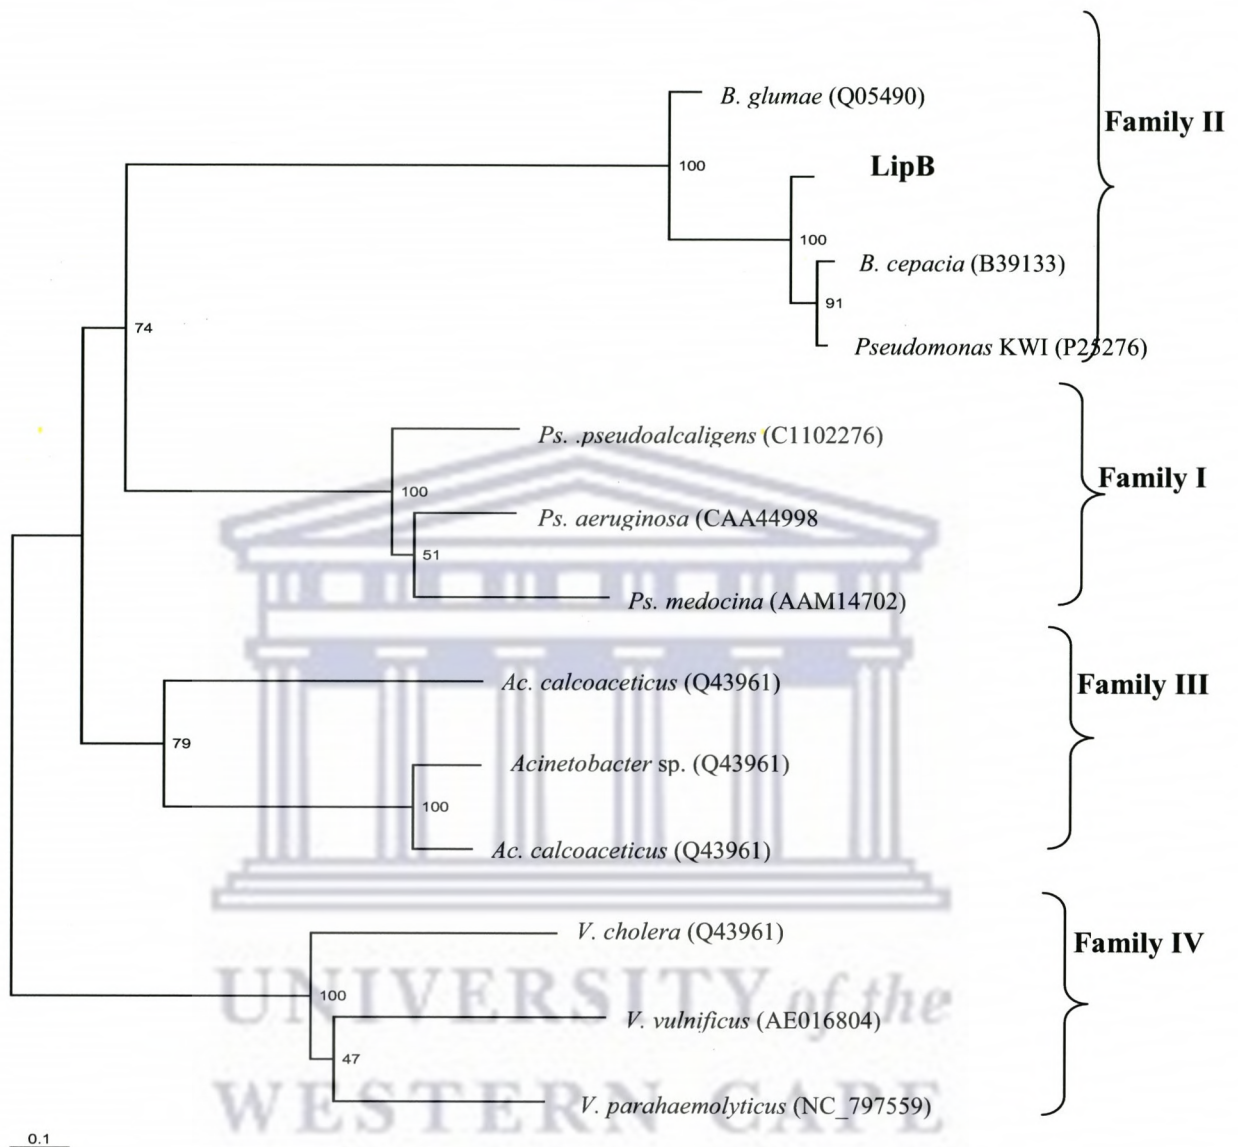 B. glumae (Q05490)
Family II
100
LipB
100
B. cepacia (B39133)
91
74
Pseudomonas KWI (P25276)
Ps. .pseudoalcaligens (C1102276)
Family I
100
Ps. aeruginosa (CAA44998
51
Ps. medocina (AAM14702)
Ac. calcoaceticus (Q43961)
Family III
79
Acinetobacter sp. (Q43961)
100
Ac. calcoaceticus (Q43961)
V. cholera (Q43961)
Family IV
100
UNIVERSITY of the
V. vulnificus (AE016804)
47
WESTERN CAPE
V. parahaemolyticus (NC_797559)
0.1